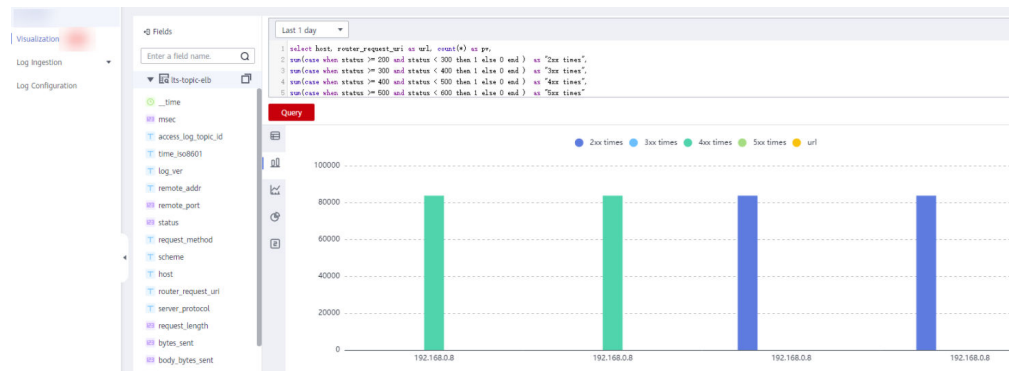 Visualization
Log Ingestion
Log Configuration
Fields
Enter a field name.
lts-topic-elb
__time
msec
access_log_topic_id
time_iso8601
log_ver
remote_addr
remote_port
status
request_method
scheme
host
router_request_uri
server_protocol
request_length
bytes_sent
body_bytes_sent
Last 1 day
1 select host, router_request_uri as url, count(*) as pv,
2 sum(case when status >= 200 and status < 300 then 1 else 0 end ) as "2xx times",
3 sum(case when status >= 300 and status < 400 then 1 else 0 end ) as "3xx times",
4 sum(case when status >= 400 and status < 500 then 1 else 0 end ) as "4xx times",
5 sum(case when status >= 500 and status < 600 then 1 else 0 end ) as "5xx times"
Query
2xx times 3xx times 4xx times 5xx times url
100000
80000
60000
40000
20000
0
192.168.0.8 192.168.0.8 192.168.0.8 192.168.0.8